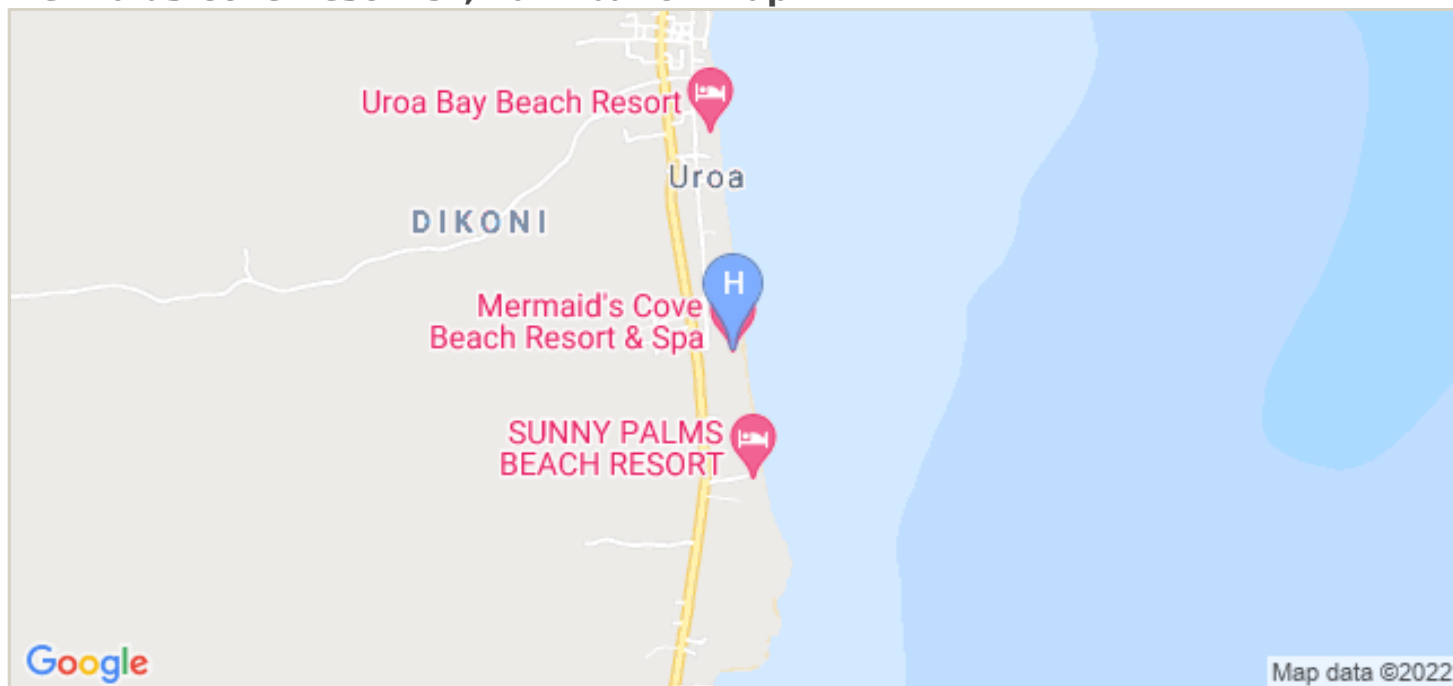 Uroa Bay Beach Resort
Uroa
DIKONI
H
Mermaid's Cove
Beach Resort & Spa
SUNNY PALMS
BEACH RESORT
Google
Map data ©2022